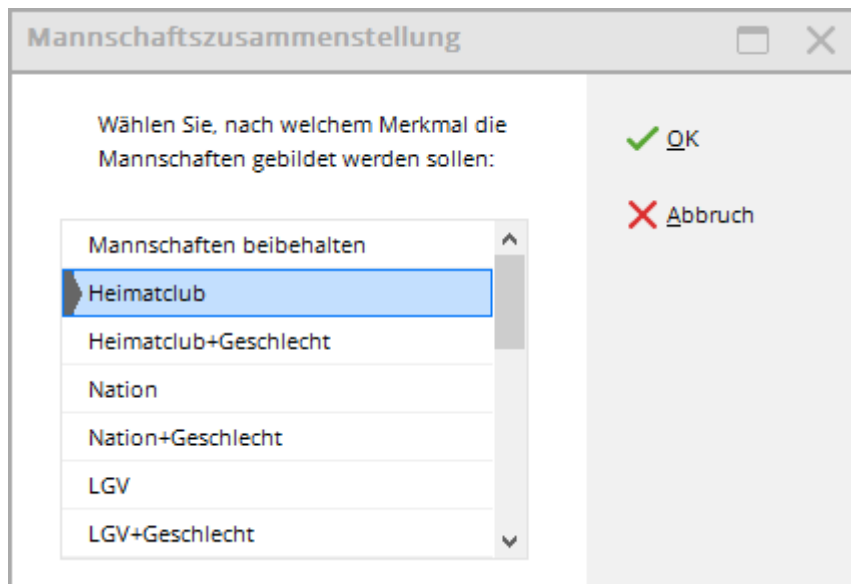 Mannschaftszusammenstellung
Wählen Sie, nach welchem Merkmal die
Mannschaften gebildet werden sollen:
Mannschaften beibehalten
Heimatclub
Heimatclub+Geschlecht
Nation
Nation+Geschlecht
LGV
LGV+Geschlecht
OK
Abbruch